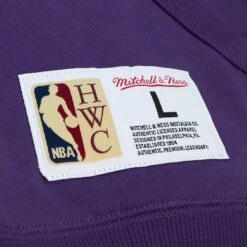 NBA
HWC
Mitchell & Ness
L
MITCHELL & NESS NOSTALGIA CO.
AUTHENTIC LICENSED APPAREL
DESIGNED IN PHILADELPHIA, PA
ESTABLISHED 1904
AUTHENTIC, PREMIUM, LEGENDARY.